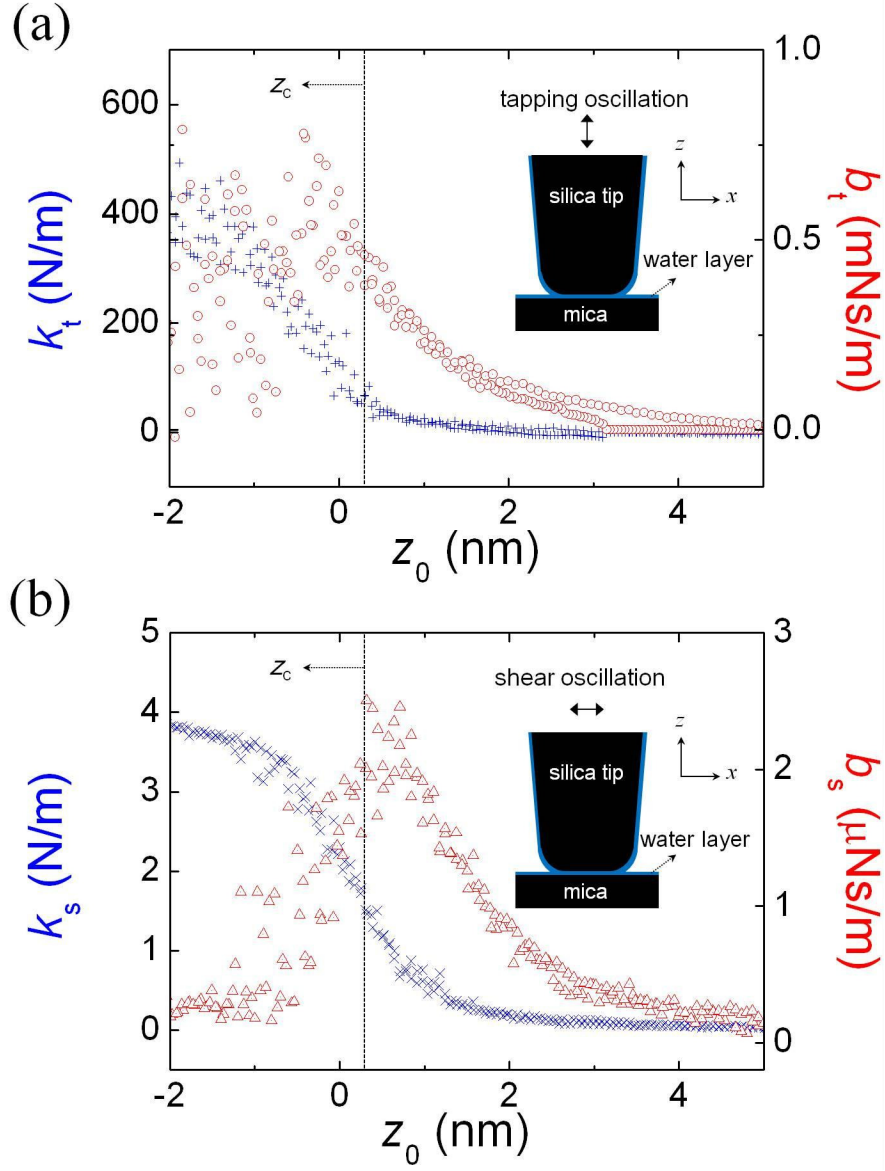 (a)
z_c
tapping oscillation
z
x
silica tip
water layer
mica
600
400
200
0
1.0
0.5
0.0
k_t (N/m)
b_t (mNs/m)
-2 0 2 4
z_0 (nm)
(b)
z_c
shear oscillation
z
x
silica tip
water layer
mica
5
4
3
2
1
0
3
2
1
0
k_s (N/m)
b_s (μNs/m)
-2 0 2 4
z_0 (nm)